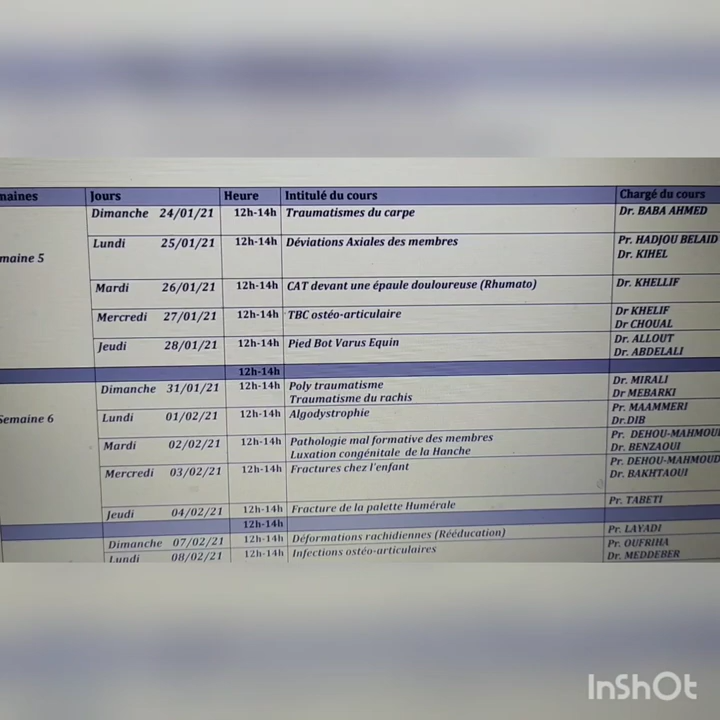 maines Jours Heure Intitulé du cours Chargé du cours
Dimanche 24/01/21 12h-14h Traumatismes du carpe Dr. BABA AHMED
maine 5 Lundi 25/01/21 12h-14h Déviations Axiales des membres Pr. HADJOU BELAID
Dr. KIHEL
Mardi 26/01/21 12h-14h CAT devant une épaule douloureuse (Rhumato) Dr. KHELLIF
Mercredi 27/01/21 12h-14h TBC ostéo-articulaire Dr KHELIF
Dr CHOUAL
Jeudi 28/01/21 12h-14h Pied Bot Varus Equin Dr. ALLOUT
Dr. ABDELALI
12h-14h
Dimanche 31/01/21 12h-14h Poly traumatisme Dr. MIRALI
Traumatisme du rachis Dr MEBARKI
Semaine 6 Lundi 01/02/21 12h-14h Algodystrophie Pr. MAAMMERI
Dr.DIB
Mardi 02/02/21 12h-14h Pathologie mal formative des membres Pr. DEHOU-MAHMOUD
Luxation congénitale de la Hanche Dr. BENZAOUI
Mercredi 03/02/21 12h-14h Fractures chez l'enfant Pr. DEHOU-MAHMOUD
Dr. BAKHTAOUI
Jeudi 04/02/21 12h-14h Fracture de la palette Humérale Pr. TABETI
12h-14h
Dimanche 07/02/21 12h-14h Déformations rachidiennes (Rééducation) Pr. LAYADI
Lundi 08/02/21 12h-14h Infections ostéo-articulaires Pr. OUFRIHA
Dr. MEDDEBER
InShOt